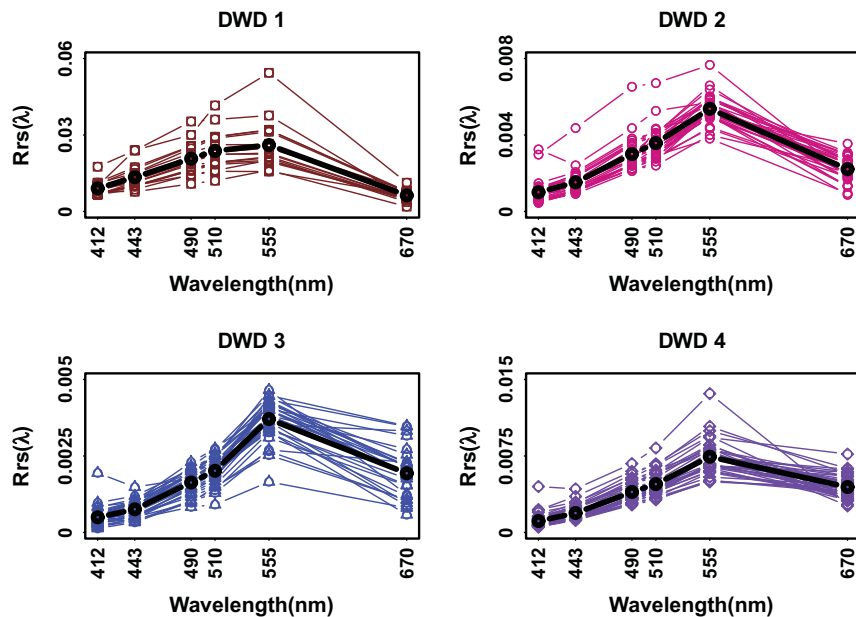 DWD 1
0.06
0.03
0
Rrs(λ)
412 443 490 510 555 670
Wavelength(nm)
DWD 2
0.008
0.004
0
Rrs(λ)
412 443 490 510 555 670
Wavelength(nm)
DWD 3
0.005
0.0025
0
Rrs(λ)
412 443 490 510 555 670
Wavelength(nm)
DWD 4
0.015
0.0075
0
Rrs(λ)
412 443 490 510 555 670
Wavelength(nm)